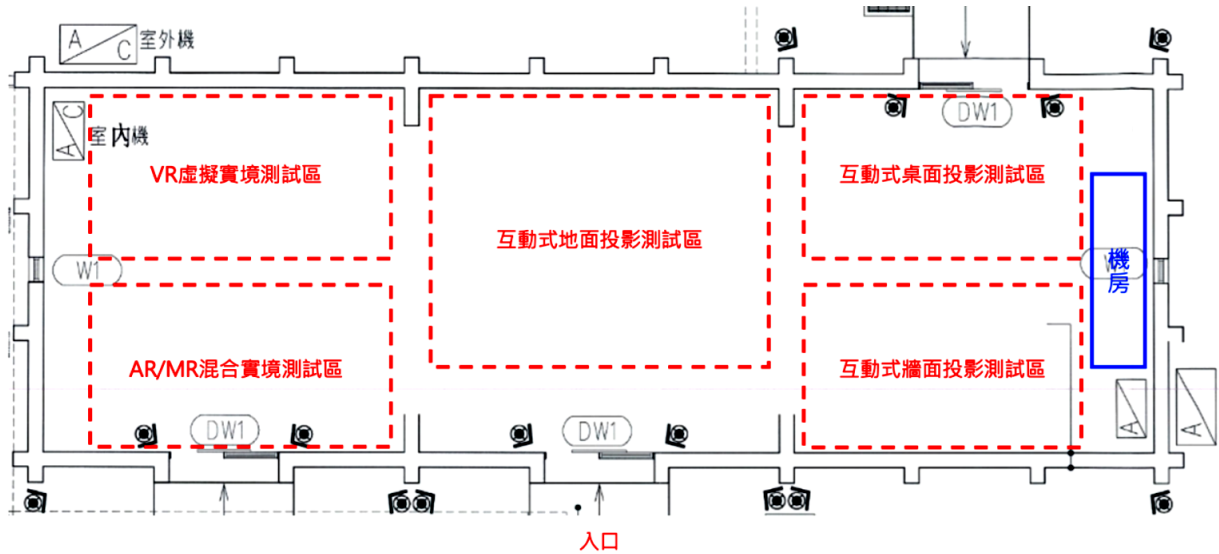 A/C 室外機
A/C 室內機
DW1
VR虛擬實境測試區
互動式桌面投影測試區
互動式地面投影測試區
W1
機房
AR/MR混合實境測試區
互動式牆面投影測試區
DW1
DW1
A
A
入口